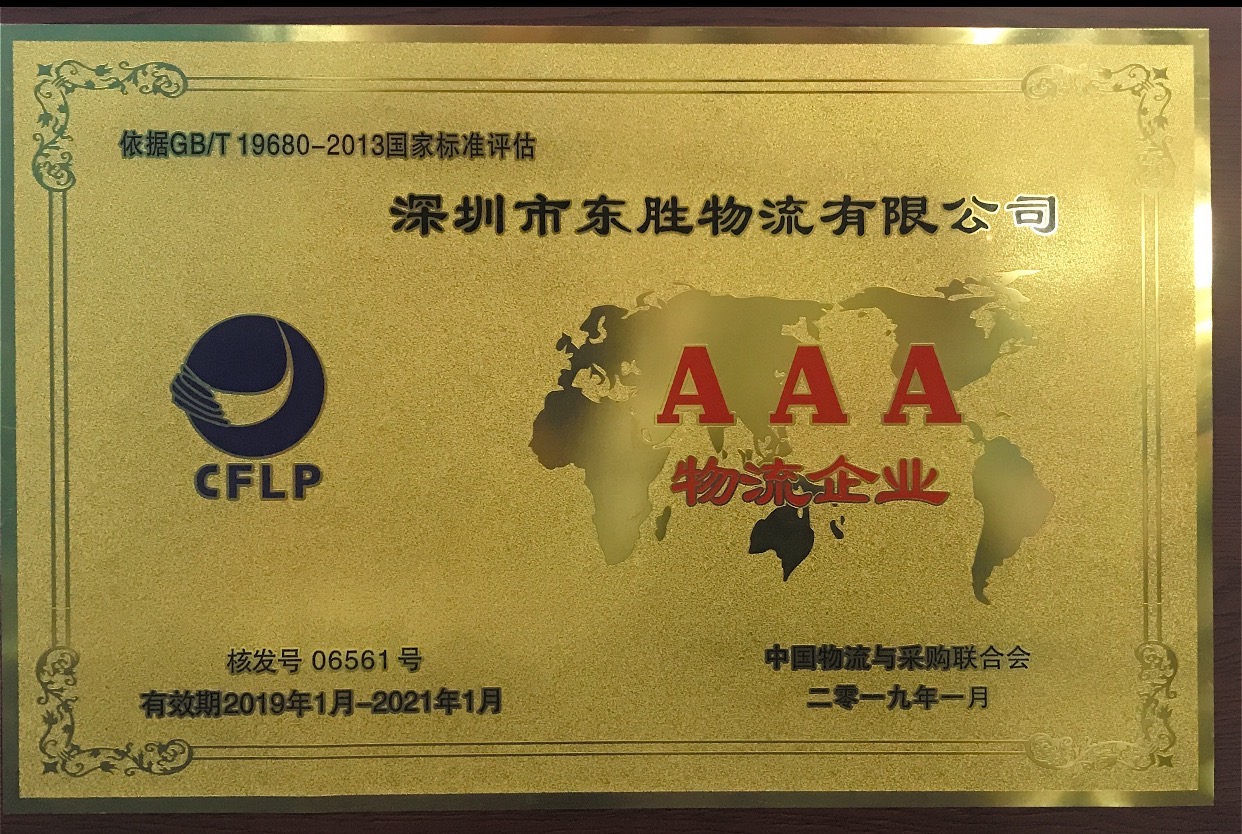 依据GB/T 19680-2013国家标准评估
深圳市东胜物流有限公司
AAA
物流企业
CFLP
核发号 06561 号
有效期2019年1月-2021年1月
中国物流与采购联合会
二零一九年一月